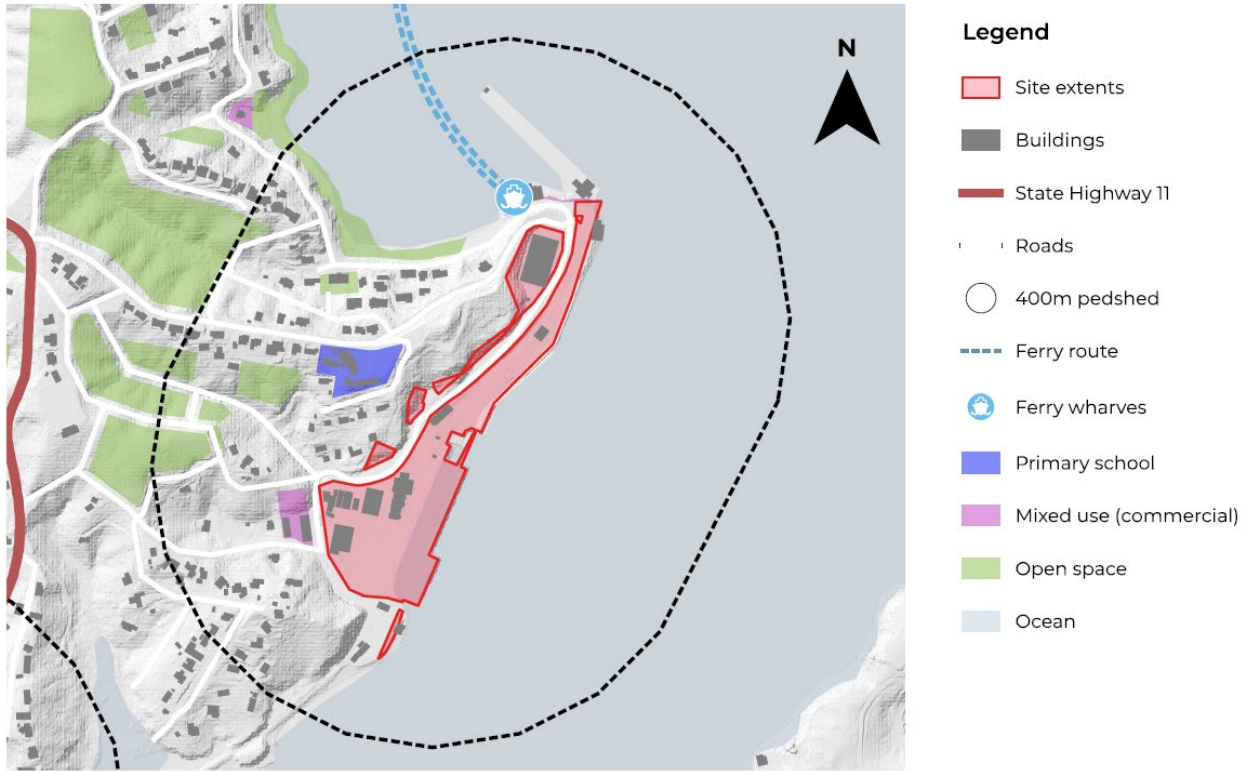 N
Legend
Site extents
Buildings
State Highway 11
Roads
400m pedshed
Ferry route
Ferry wharves
Primary school
Mixed use (commercial)
Open space
Ocean